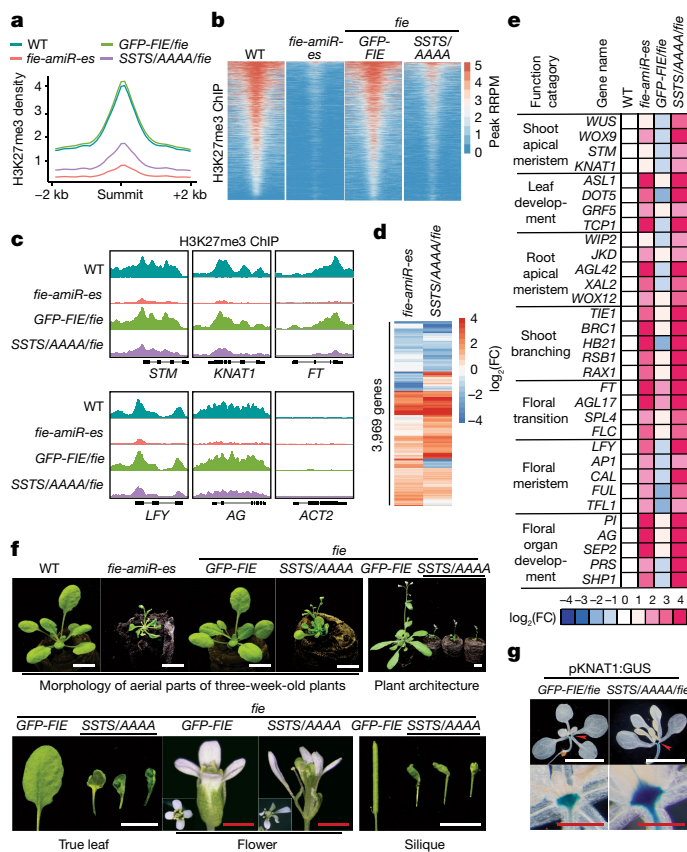 a
WT
GFP-FIE/fie
fie-amiR-es
SSTS/AAAA/fie
H3K27me3 density
4
3
2
1
−2 kb
Summit
+2 kb
b
fie
WT
fie-amiR-es
GFP-FIE
SSTS/AAAA
H3K27me3 ChIP
5
4
3
2
1
0
Peak RRPM
c
H3K27me3 ChIP
WT
fie-amiR-es
GFP-FIE/fie
SSTS/AAAA/fie
STM
KNAT1
FT
WT
fie-amiR-es
GFP-FIE/fie
SSTS/AAAA/fie
LFY
AG
ACT2
d
fie-amiR-es
SSTS/AAAA/fie
3,969 genes
4
2
0
−2
−4
log2(FC)
e
Function catagory
Gene name
WT
fie-amiR-es
GFP-FIE/fie
SSTS/AAAA/fie
Shoot apical meristem
WUS
WOX9
STM
KNAT1
Leaf develop-ment
ASL1
DOT5
GRF5
TCP1
Root apical meristem
WIP2
JKD
AGL42
XAL2
WOX12
Shoot branching
TIE1
BRC1
HB21
RSB1
RAX1
Floral transition
FT
AGL17
SPL4
FLC
Floral meristem
LFY
AP1
CAL
FUL
TFL1
Floral organ develop-ment
PI
AG
SEP2
PRS
SHP1
−4 −3 −2 −1 0 1 2 3 4
log2(FC)
f
fie
WT
fie-amiR-es
GFP-FIE
SSTS/AAAA
GFP-FIE
SSTS/AAAA
Morphology of aerial parts of three-week-old plants
Plant architecture
fie
GFP-FIE
SSTS/AAAA
GFP-FIE
SSTS/AAAA
GFP-FIE
SSTS/AAAA
True leaf
Flower
Silique
g
pKNAT1:GUS
GFP-FIE/fie
SSTS/AAAA/fie